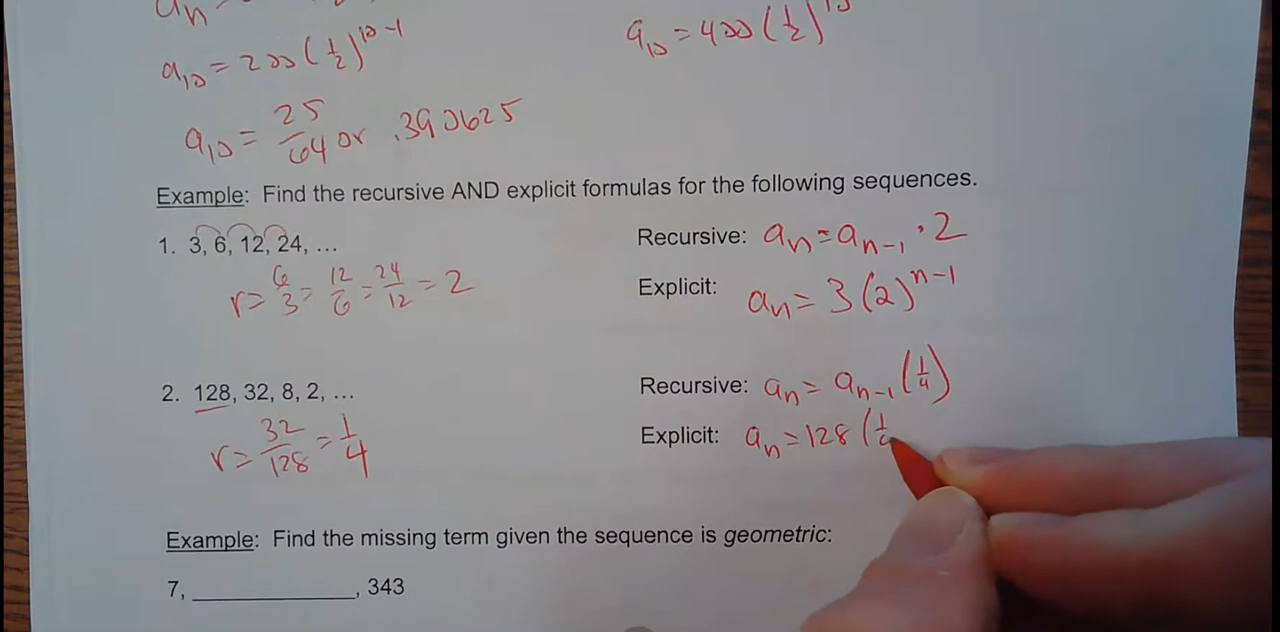 aₙ
a₁₀ = 200(1/2)^10-1
a₁₀ = 400(1/2)^10
a₁₀ = 25/64 or .390625
Example: Find the recursive AND explicit formulas for the following sequences.
1. 3, 6, 12, 24, ...
Recursive: aₙ = aₙ₋₁ · 2
r = 6/3 = 12/6 = 24/12 = 2
Explicit: aₙ = 3(2)^n-1
2. 128, 32, 8, 2, ...
Recursive: aₙ = aₙ₋₁(1/4)
r = 32/128 = 1/4
Explicit: aₙ = 128(1/
Example: Find the missing term given the sequence is geometric:
7, ____________, 343